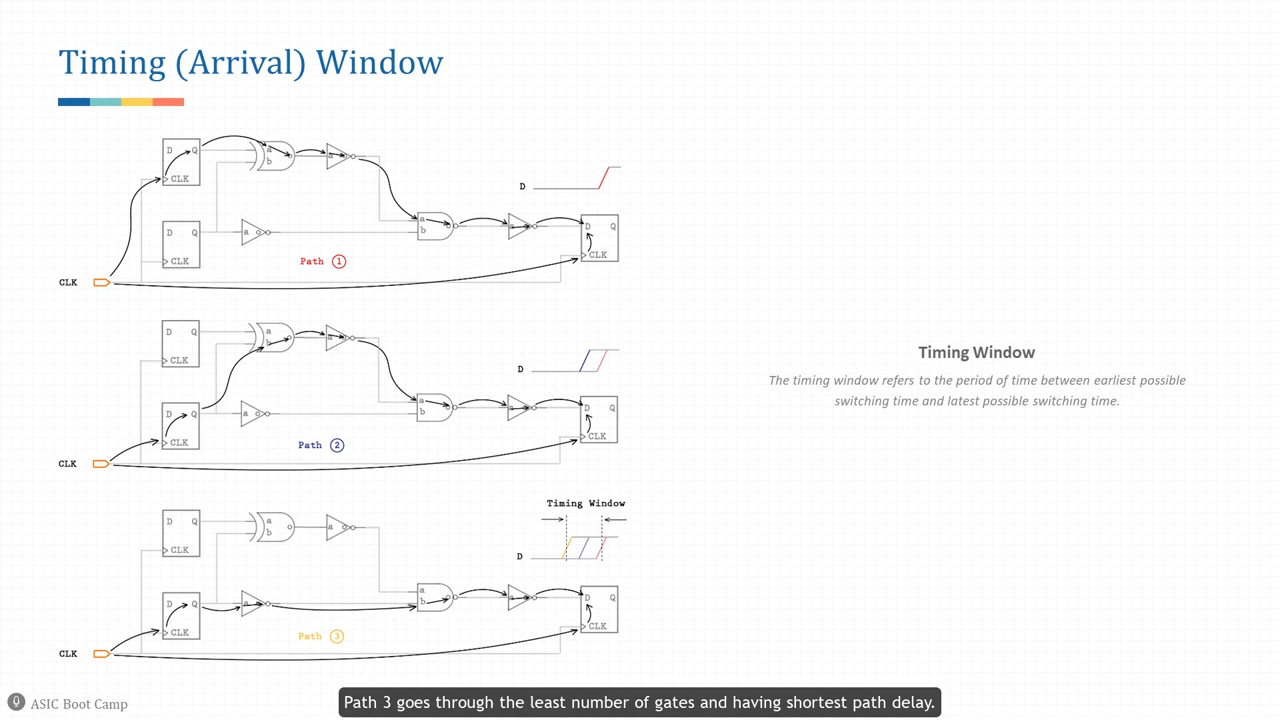 Timing (Arrival) Window
D Q
CLK
a
b
a o
D
a
b
a
D Q
CLK
D Q
CLK
a o
Path 1
CLK
D Q
CLK
a
b
a
D
D Q
CLK
a o
a
b
a
D Q
CLK
Path 2
CLK
Timing Window
The timing window refers to the period of time between earliest possible
switching time and latest possible switching time.
Timing Window
D Q
CLK
a
b
a o
D
D Q
CLK
a
a
b
a
D Q
CLK
Path 3
CLK
ASIC Boot Camp
Path 3 goes through the least number of gates and having shortest path delay.